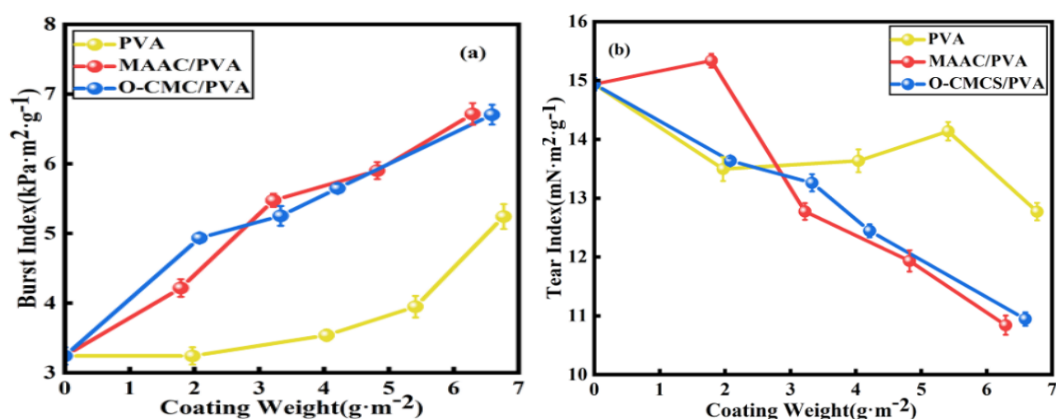 8
7
6
5
4
3
0
1
2
3
4
5
6
7
Burst Index(kPa·m²·g⁻¹)
Coating Weight(g·m⁻²)
PVA
MAAC/PVA
O-CMC/PVA
(a)
16
15
14
13
12
11
10
0
1
2
3
4
5
6
7
Tear Index(mN·m²·g⁻¹)
Coating Weight(g·m⁻²)
(b)
PVA
MAAC/PVA
O-CMCS/PVA